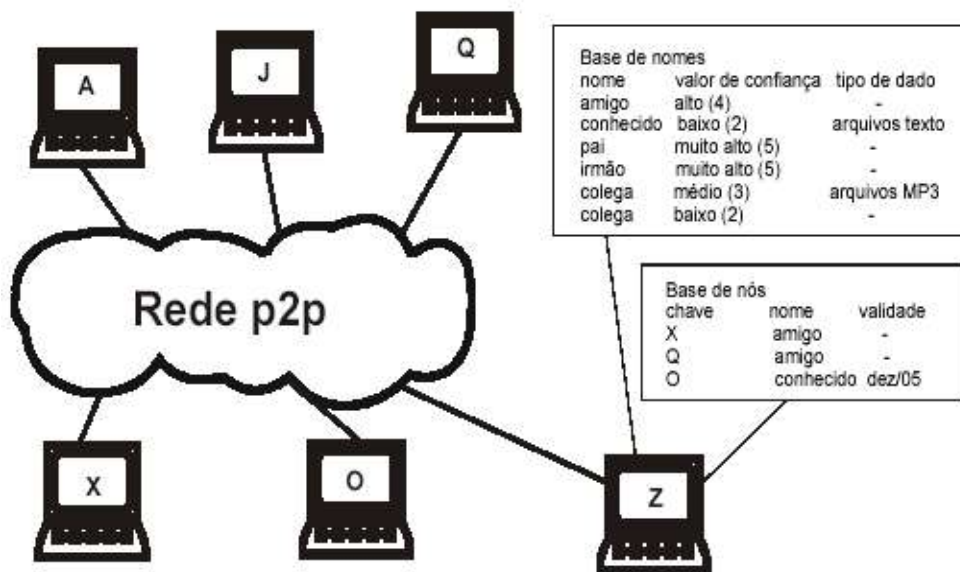 A
J
Q
Base de nomes
nome valor de confiança tipo de dado
amigo alto (4) -
conhecido baixo (2) arquivos texto
pai muito alto (5) -
irmão muito alto (5) -
colega médio (3) arquivos MP3
colega baixo (2) -
Rede p2p
Base de nós
chave nome validade
X amigo -
Q amigo -
O conhecido dez/05
X
O
Z